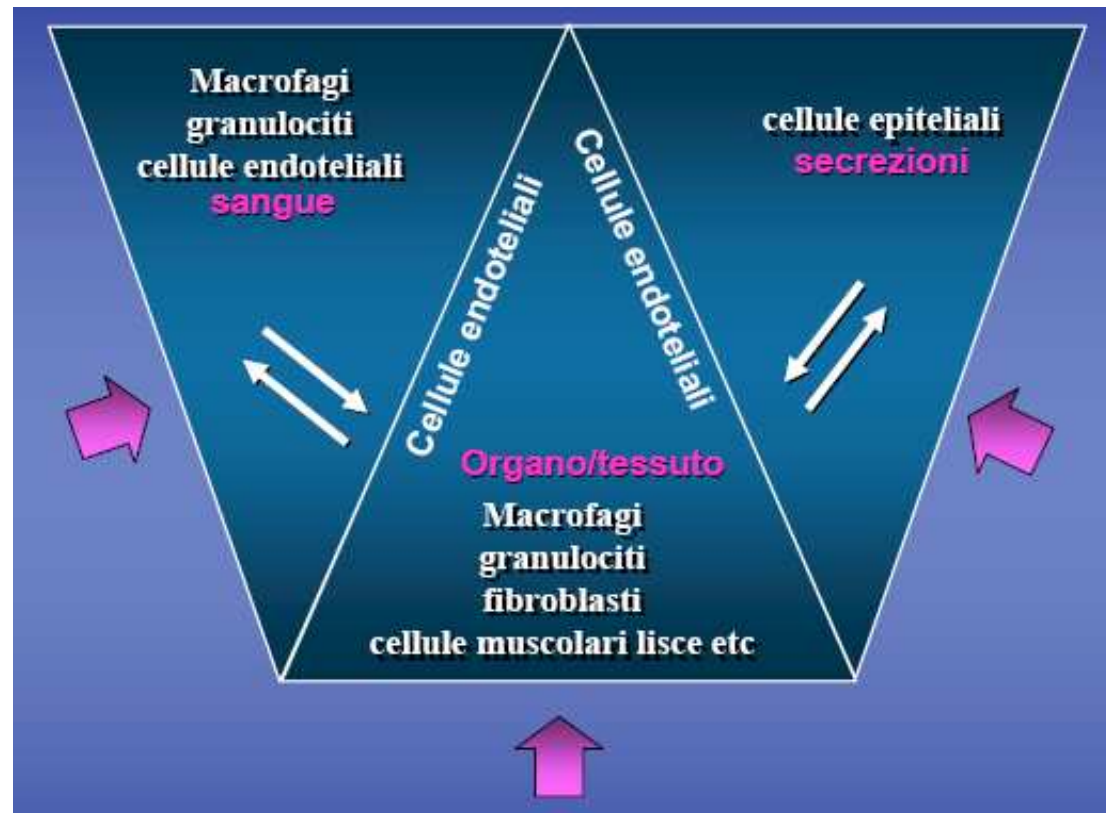 Macrofagi
granulociti
cellule endoteliali
sangue
Cellule endoteliali
Cellule endoteliali
cellule epiteliali
secrezioni
Organo/tessuto
Macrofagi
granulociti
fibroblasti
cellule muscolari lisce etc